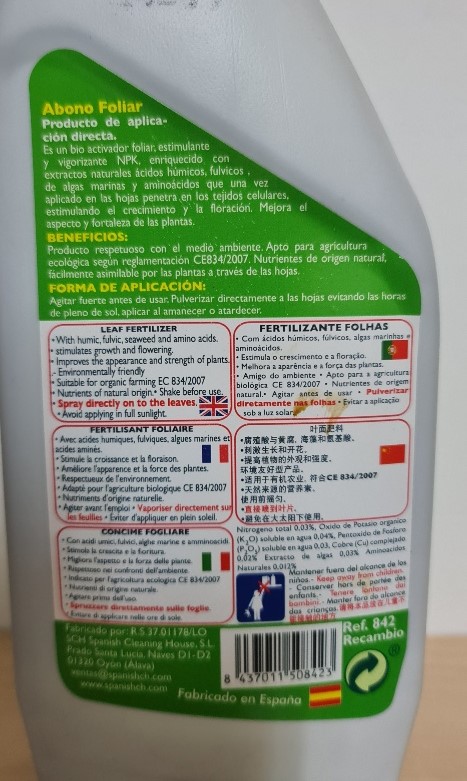 Abono Foliar
Producto de aplica-
ción directa.
Es un bio activador foliar, estimulante
y vigorizante NPK, enriquecido con
extractos naturales ácidos húmicos, fulvicos ,
de algas marinas y aminoácidos que una vez
aplicado en las hojas penetra en los tejidos celulares,
estimulando el crecimiento y la floración. Mejora el
aspecto y fortaleza de las plantas.
BENEFICIOS:
Producto respetuoso con el medio ambiente. Apto para agricultura
ecológica según reglamentación CE834/2007. Nutrientes de origen natural,
fácilmente asimilable por las plantas a través de las hojas.
FORMA DE APLICACIÓN:
Agitar fuerte antes de usar. Pulverizar directamente a las hojas evitando las horas
de pleno de sol, aplicar al amanecer o atardecer.
LEAF FERTILIZER
• With humic, fulvic, seaweed and amino acids.
• stimulates growth and flowering.
• Improves the appearance and strength of plants.
- Environmentally friendly
• Suitable for organic farming EC 834/2007
• Nutrients of natural origin.• Shake before use.
• Spray directly on to the leaves
• Avoid applying in full sunlight.
FERTILIZANTE FOLHAS
• Com ácidos húmicos, fúlvicos, algas marinhas e
aminoácidos.
• Estimula o crescimento e a floração.
• Melhora a aparência e a força das plantas.
• Amigo do ambiente • Apto para a agricultura
biológica CE 834/2007 • Nutrientes de origem
natural.• Agitar antes de usar • Pulverizar
directamente nas folhas • Evitar a aplicação
sob a luz solar
FERTILISANT FOLIAIRE
• Avec acides humiques, fulviques, algues marines et
acides aminés.
• Stimule la croissance et la floraison.
• Améliore l'apparence et la force des plantes.
• Respectueux de l'environnement.
• Adapté pour l'agriculture biologique CE 834/2007
• Nutriments d'origine naturelle.
• Agiser avant l'emploi • Vaporiser directement sur
les feuilles • Éviter d'appliquer en plein soleil.
叶面肥料
•腐殖酸与黄腐、海藻和氨基酸。
•刺激生长和开花。
•提高植物的外观和强度。
环境友好型产品。
•适用于有机农业，符合CE 834/2007
•天然来源的营养素。
使用前摇匀。
•直接喷到叶片。
•避免在大太阳下使用。
CONCIME FOGLIARE
• Con acidi umici, fulvici, alghe marine e amminoacidi.
• Stimola la crescita e la fioritura.
• Migliora l'aspetto e la forza delle piante.
• Rispettoso nei confronti dell'ambiente.
• Indicato per l'agricoltura ecologica CE 834/2007
• Nutrienti di origine naturale.
• Agitare prima dell'uso.
• Spruzzare direttamente sulle foglie.
• Evitare di applicare nelle ore di sole.
Nitrogeno total 0,03%, Oxido de Potasio organico
(K2O) soluble en agua 0,04%, Pentoxido de Fosforo
(P2O5) soluble en agua 0,03, Cobre (Cu) complejado
0,02% Extracto de algas 0,03% Aminoacidos
Naturales 0,012%
Mantener fuera del alcance de los
niños.- Keep away from children.
- Conserver hors de portée des
enfants.- Tenere lontano dai
bambini.- Manter fora do alcance
das crianças.
Fabricado por: R.S.37.01178/LO
SCH Spanish Cleaning House, S.L
Prado Santa Lucía. Naves D1-D2
01320 Oyón (Álava)
ventas@spanishch.com
www.spanishch.com
Fabricado en España
8 437011 508423
Ref. 842
Recambio
®